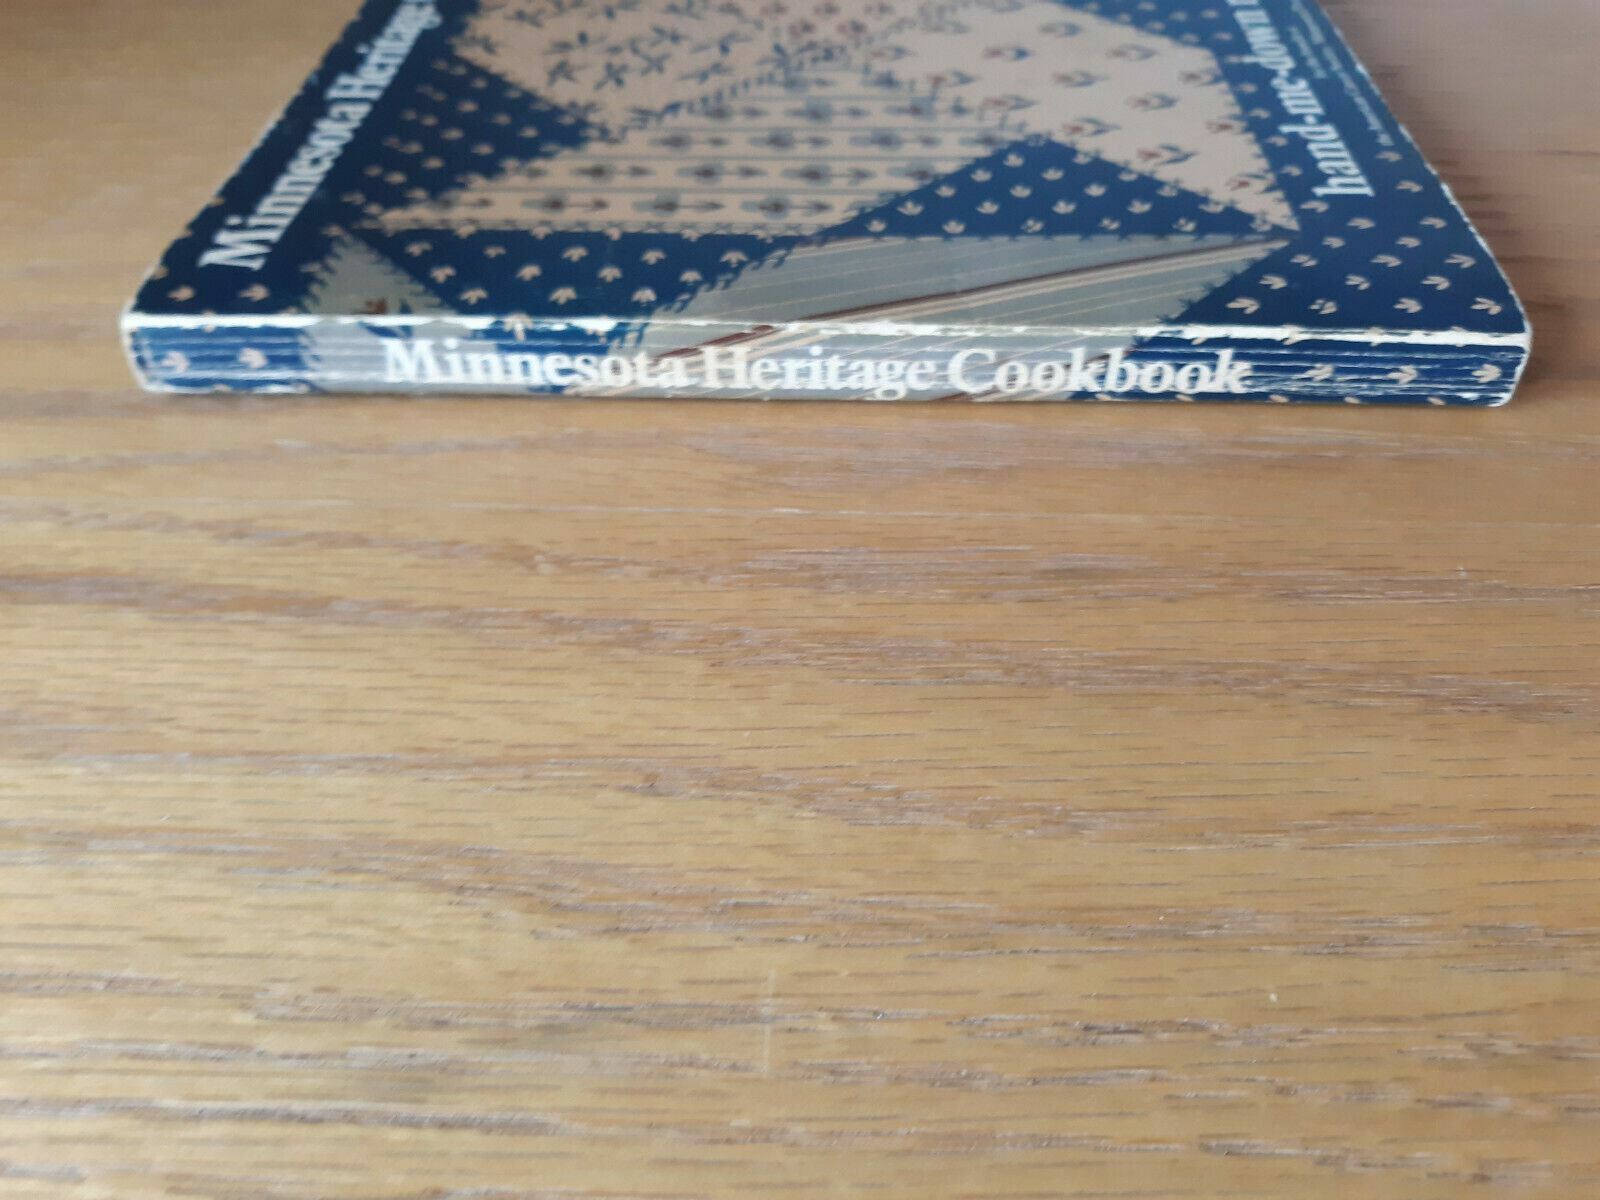 Minnesota Heritage
hand-me-down
Minnesota Heritage Cookbook